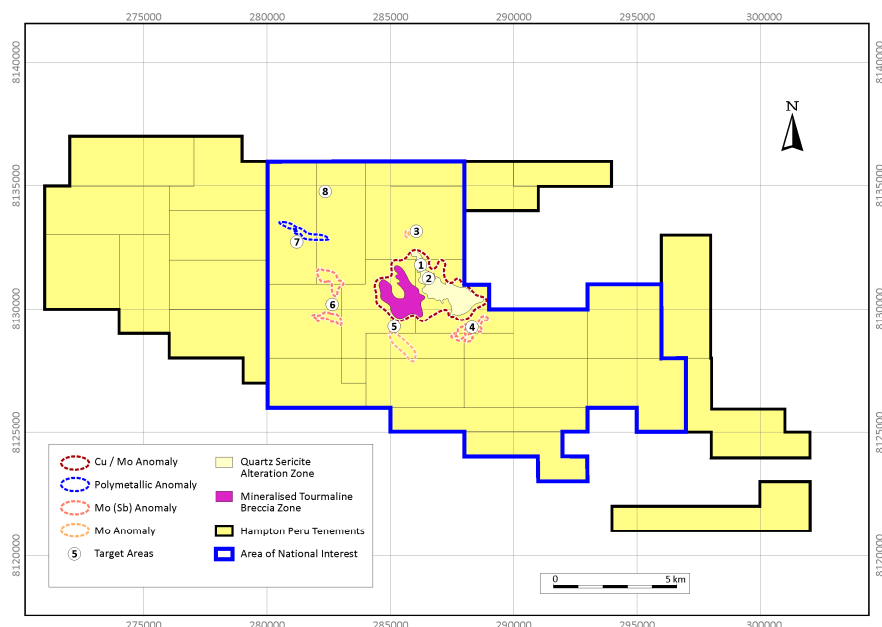 275000 280000 285000 290000 295000 300000
8140000 8140000
N
8135000 8135000
8
3
7
1
2
8130000 8130000
6
5 4
8125000 8125000
Cu / Mo Anomaly
Polymetallic Anomaly
Mo (Sb) Anomaly
Mo Anomaly
5 Target Areas
Quartz Sericite
Alteration Zone
Mineralised Tourmaline
Breccia Zone
Hampton Peru Tenements
Area of National Interest
8120000 8120000
0 5 km
275000 280000 285000 290000 295000 300000